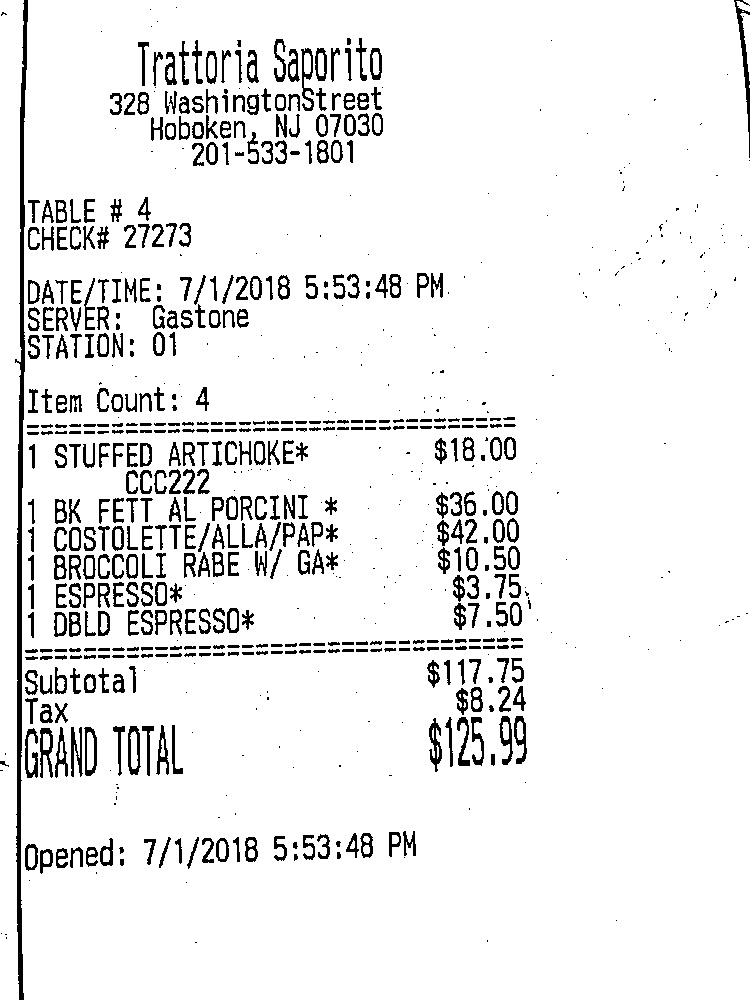 Trattoria Saporito
328 WashingtonStreet
Hoboken, NJ 07030
201-533-1801
TABLE # 4
CHECK# 27273
DATE/TIME: 7/1/2018 5:53:48 PM
SERVER: Gastone
STATION: 01
Item Count: 4
===================================
1 STUFFED ARTICHOKE* $18.00
CCC222
1 BK FETT AL PORCINI * $36.00
1 COSTOLETTE/ALLA/PAP* $42.00
1 BROCCOLI RABE W/ GA* $10.50
1 ESPRESSO* $3.75
1 DBLD ESPRESSO* $7.50
===================================
Subtotal $117.75
Tax $8.24
GRAND TOTAL $125.99
Opened: 7/1/2018 5:53:48 PM